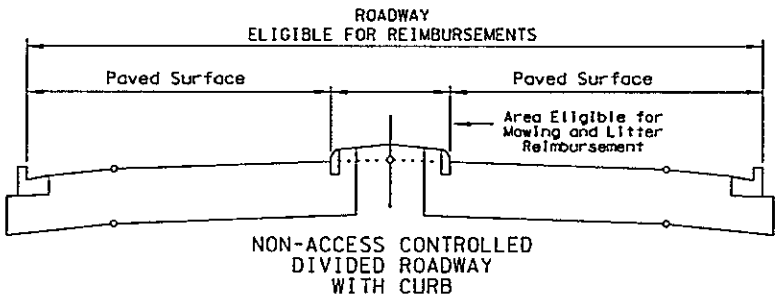 ROADWAY
ELIGIBLE FOR REIMBURSEMENTS
Paved Surface
Paved Surface
Area Eligible for
Mowing and Litter
Reimbursement
NON-ACCESS CONTROLLED
DIVIDED ROADWAY
WITH CURB